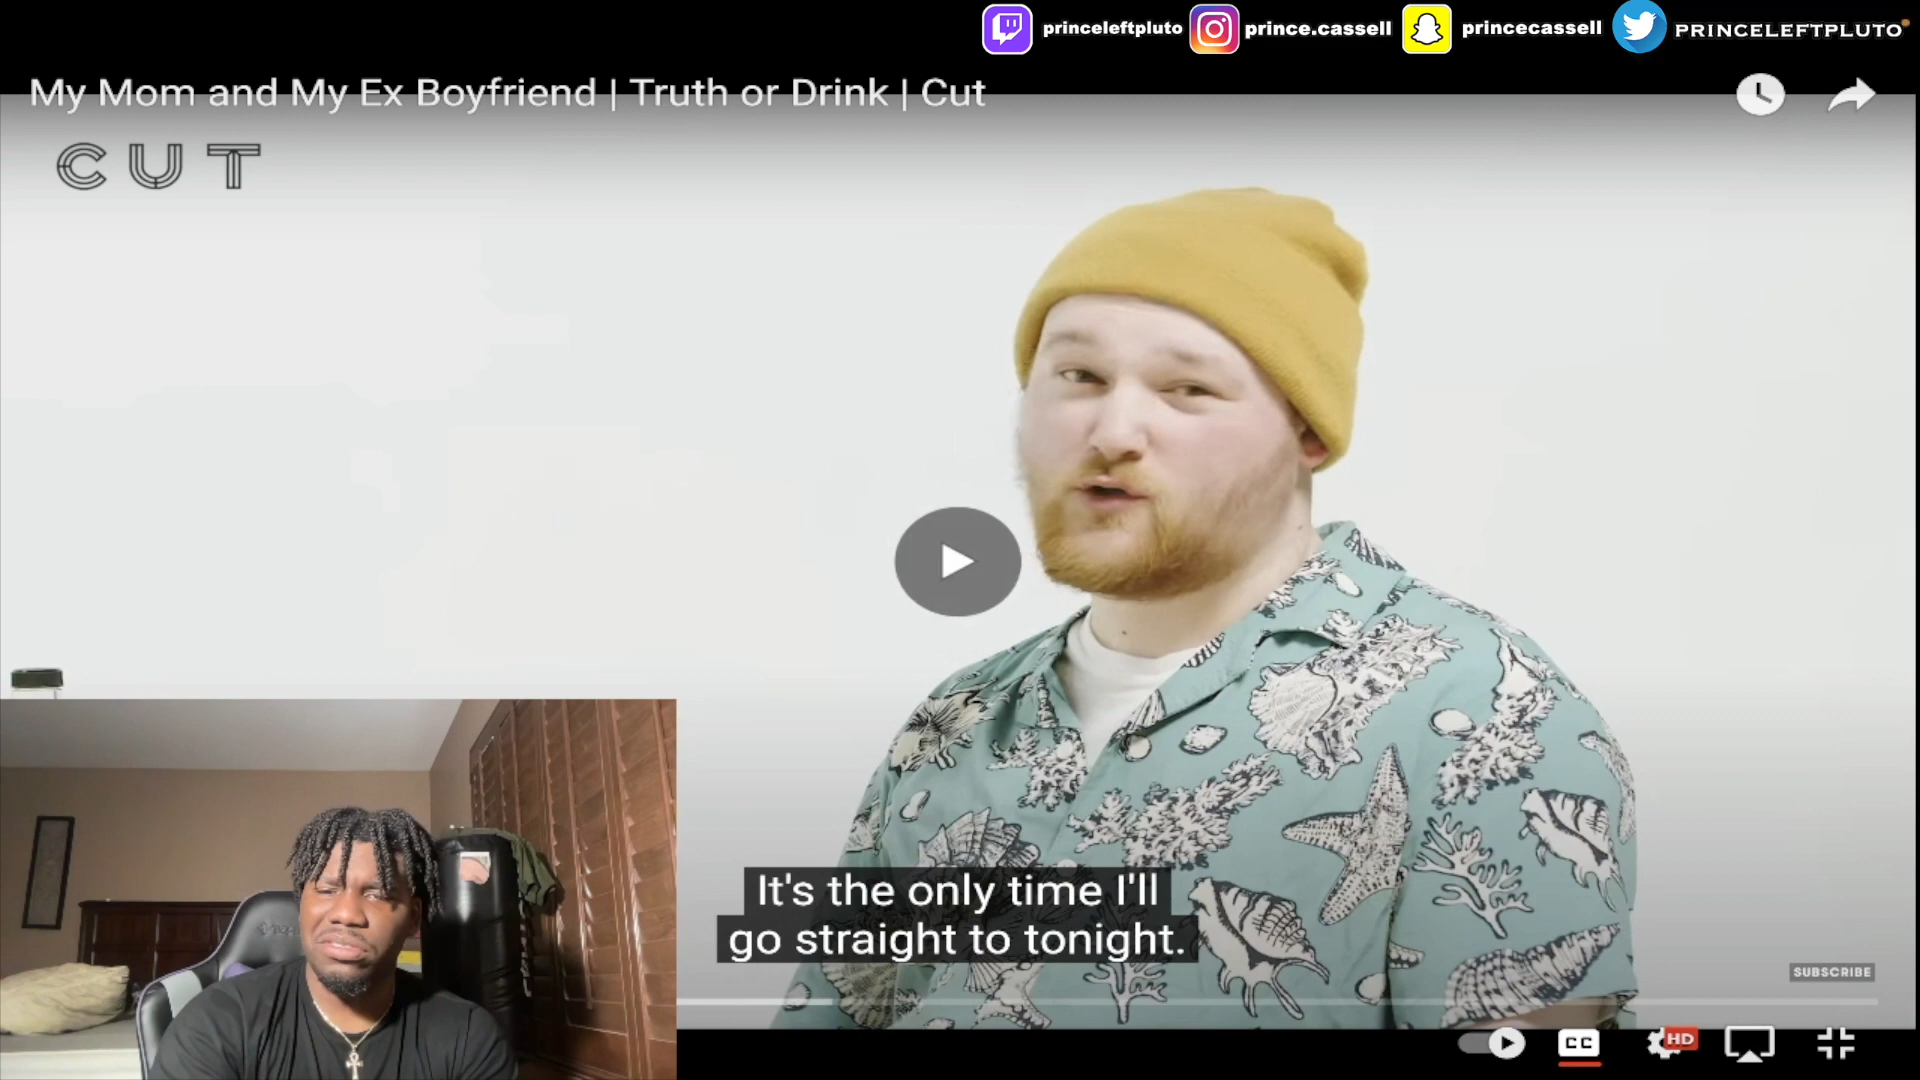 princeleftpluto prince.cassell princecassell PRINCELEFTPLUTO
My Mom and My Ex Boyfriend | Truth or Drink | Cut
CUT
It's the only time I'll
go straight to tonight.
SUBSCRIBE
CC HD